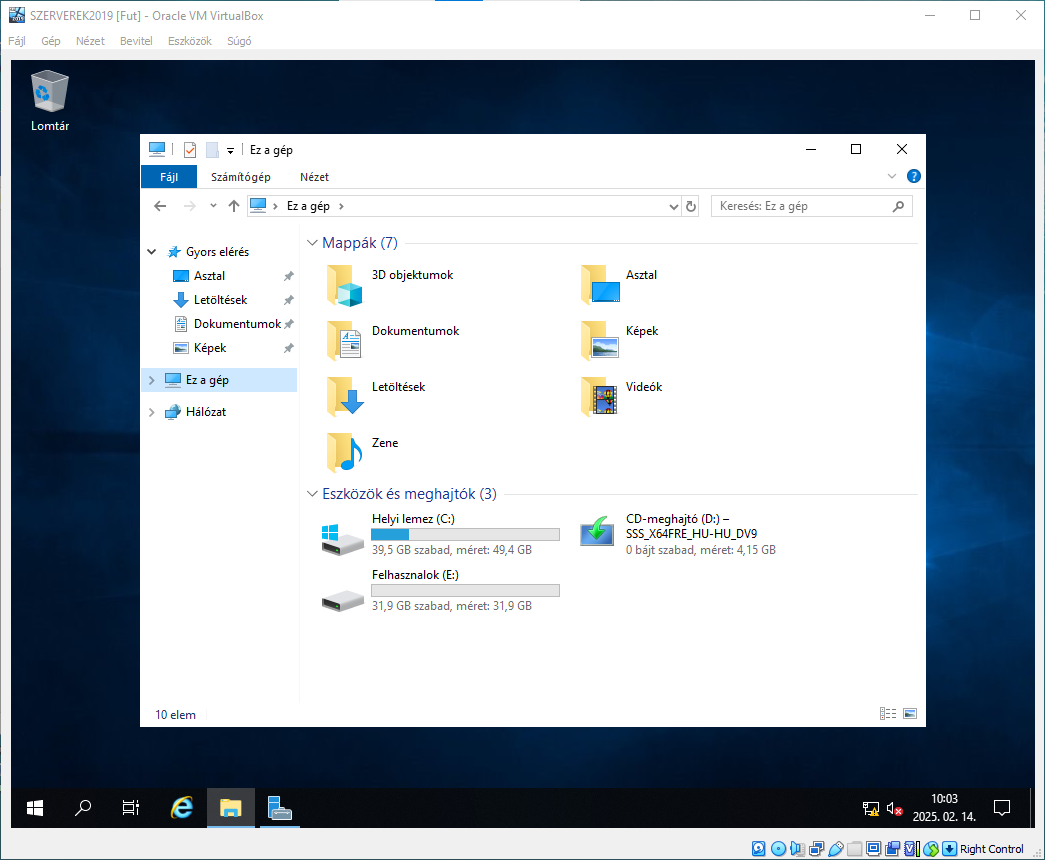 SZERVEREK2019 [Fut] - Oracle VM VirtualBox
Fájl Gép Nézet Bevitel Eszközök Súgó
Lomtár
Ez a gép
Fájl Számítógép Nézet
Ez a gép
Keresés: Ez a gép
Gyors elérés
Asztal
Letöltések
Dokumentumok
Képek
Ez a gép
Hálózat
Mappák (7)
3D objektumok
Asztal
Dokumentumok
Képek
Letöltések
Videók
Zene
Eszközök és meghajtók (3)
Helyi lemez (C:)
39,5 GB szabad, méret: 49,4 GB
CD-meghajtó (D:) –
SSS_X64FRE_HU-HU_DV9
0 bájt szabad, méret: 4,15 GB
Felhasznalok (E:)
31,9 GB szabad, méret: 31,9 GB
10 elem
10:03
2025. 02. 14.
Right Control